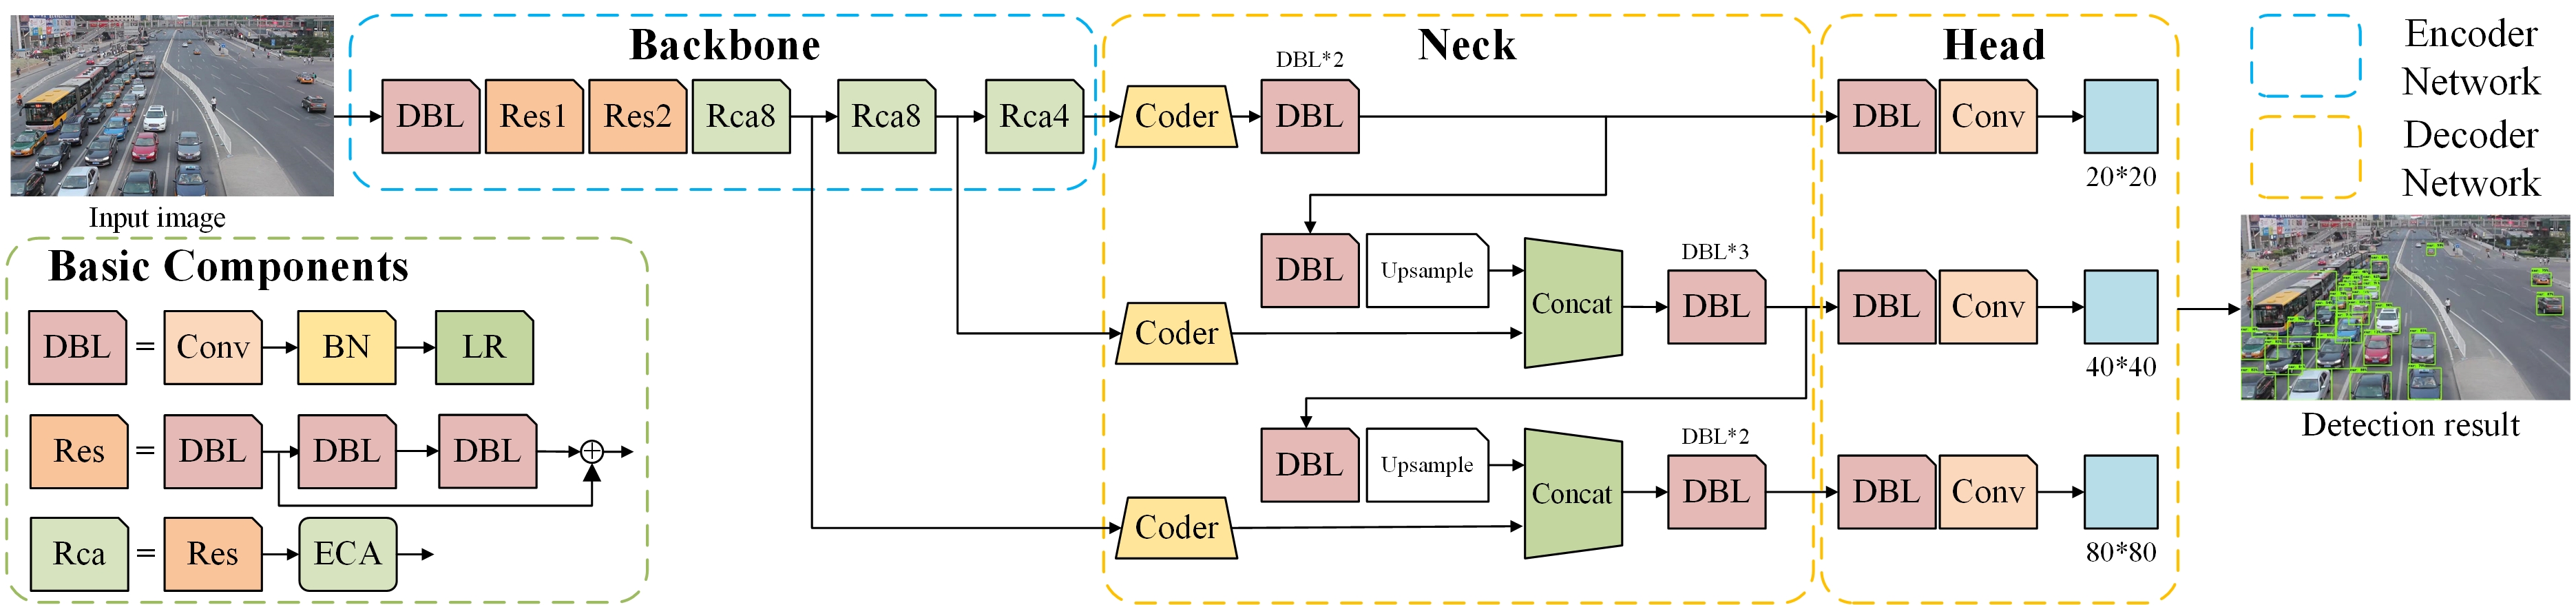 Backbone
Neck
Head
Encoder
Network
Decoder
Network
DBL*2
DBL
Res1
Res2
Rca8
Rca8
Rca4
Coder
DBL
DBL
Conv
20*20
Input image
DBL
Upsample
Concat
DBL*3
DBL
Coder
DBL
Conv
40*40
DBL
Upsample
Concat
DBL*2
DBL
Coder
DBL
Conv
80*80
Detection result
Basic Components
DBL = Conv BN LR
Res = DBL DBL DBL
Rca = Res ECA